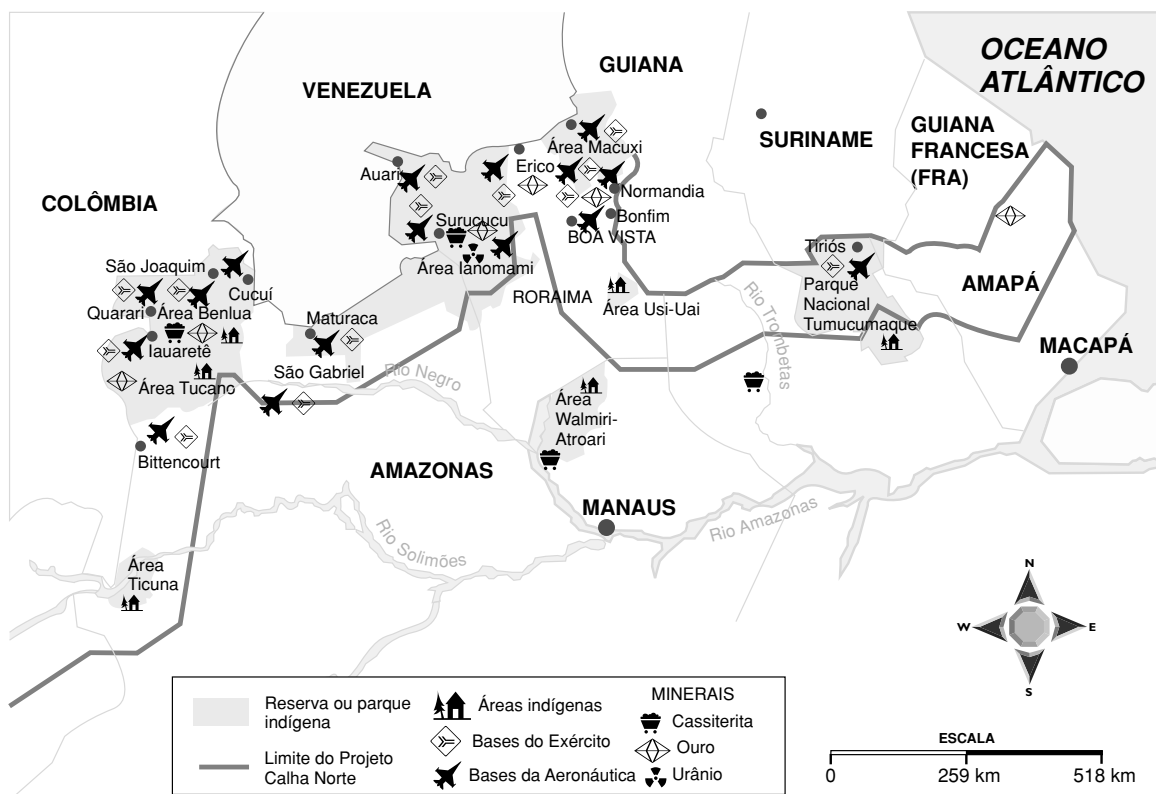 OCEANO
ATLÂNTICO
GUIANA
VENEZUELA
SURINAME
GUIANA
FRANCESA
(FRA)
COLÔMBIA
Área Macuxi
Erico
Auari
Normandia
Bonfim
BOA VISTA
Surucucu
Área Ianomami
Tiriós
São Joaquim
Cucuí
Quarari
Área Benlua
Iauaretê
Área Tucano
Maturaca
São Gabriel
RORAIMA
Área Usi-Uai
Rio Trombetas
Parque
Nacional
Tumucumaque
AMAPÁ
MACAPÁ
Rio Negro
Área
Walmiri-
Atroari
Bittencourt
AMAZONAS
MANAUS
Rio Amazonas
Rio Solimões
Área
Ticuna
N
W
E
S
Reserva ou parque
indígena
Limite do Projeto
Calha Norte
Áreas indígenas
Bases do Exército
Bases da Aeronáutica
MINERAIS
Cassiterita
Ouro
Urânio
ESCALA
0 259 km 518 km